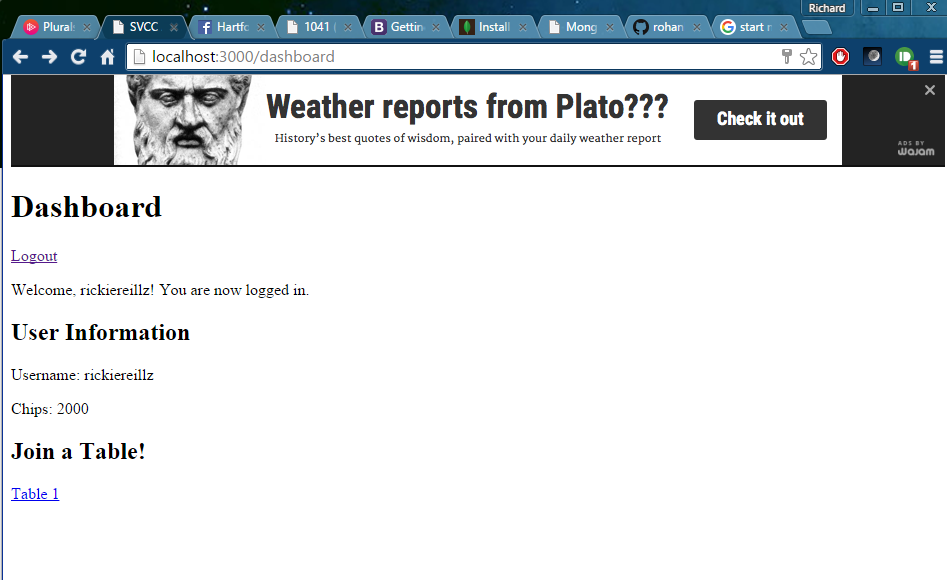 Richard
Plurals
SVCC
Hartfo
1041 (
Gettin
Install
Mong
rohan
start n
localhost:3000/dashboard
1
Weather reports from Plato???
History's best quotes of wisdom, paired with your daily weather report
Check it out
ADS BY
wajam
Dashboard
Logout
Welcome, rickiereillz! You are now logged in.
User Information
Username: rickiereillz
Chips: 2000
Join a Table!
Table 1